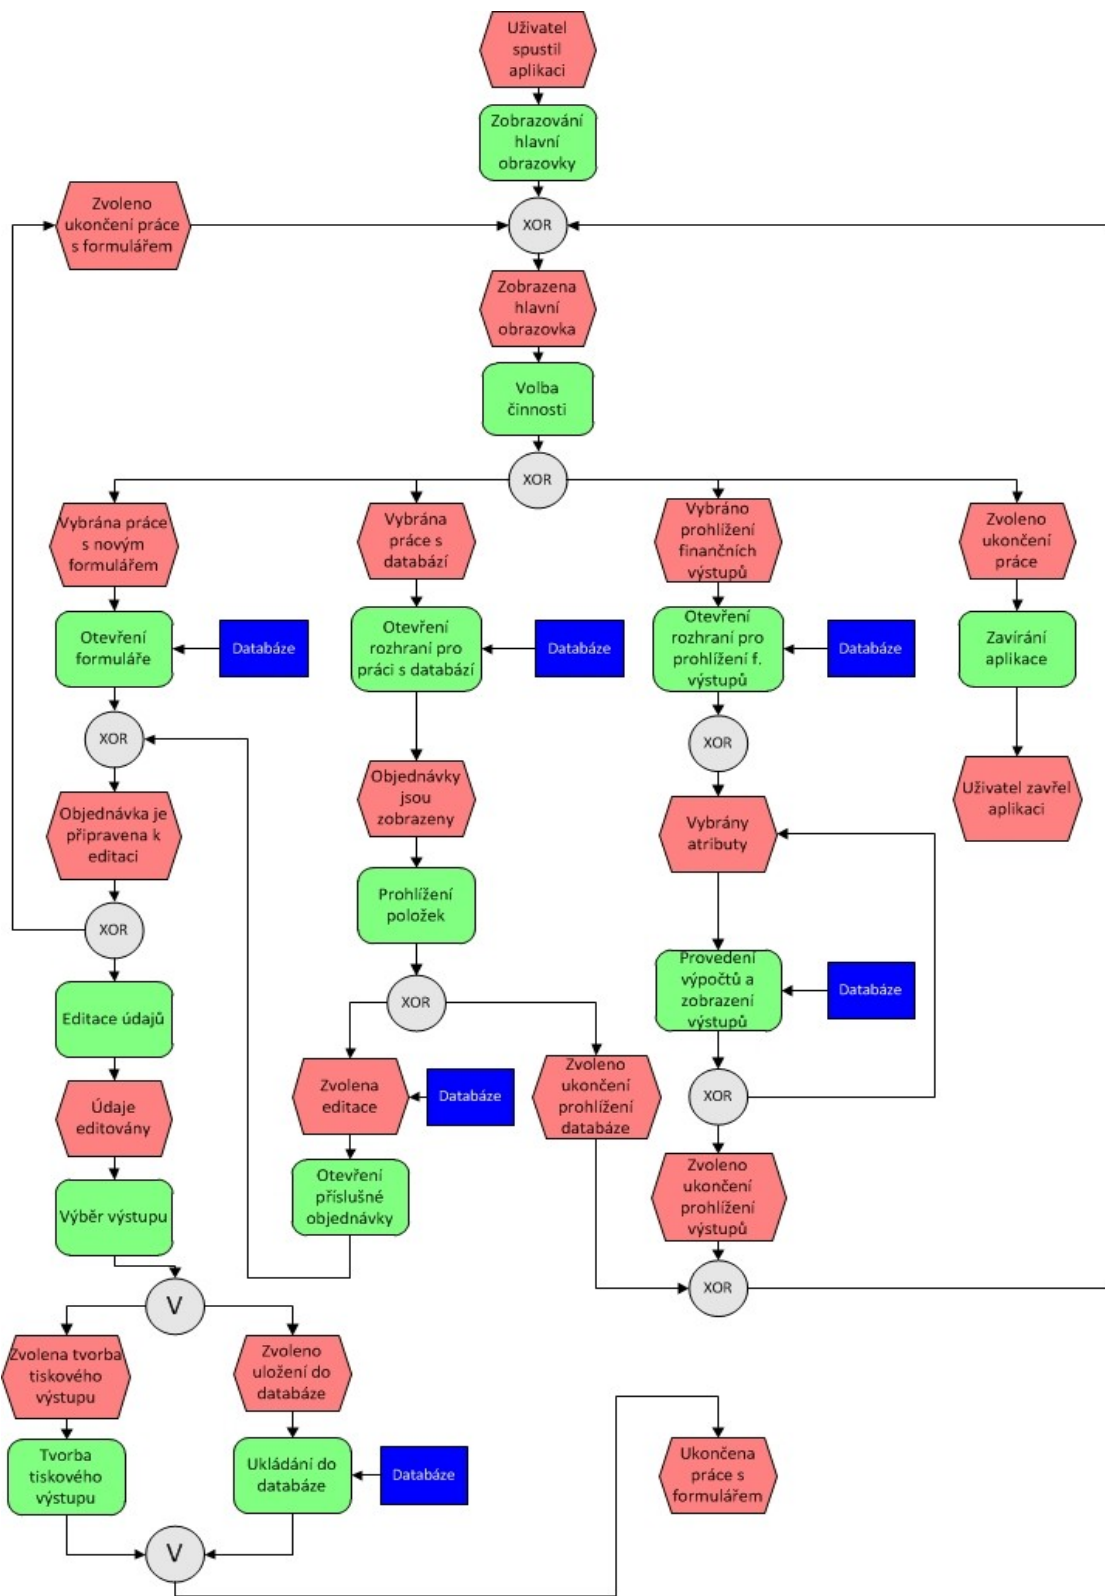 Uživatel
spustil
aplikaci
Zobrazování
hlavní
obrazovky
Zvoleno
ukončení práce
s formulářem
XOR
Zobrazena
hlavní
obrazovka
Volba
činnosti
XOR
Vybrána práce
s novým
formulářem
Vybrána
práce s
databází
Vybráno
prohlížení
finančních
výstupů
Zvoleno
ukončení
práce
Otevření
formuláře
Databáze
Otevření
rozhraní pro
práci s databází
Databáze
Otevření
rozhraní pro
prohlížení f.
výstupů
Databáze
Zavírání
aplikace
XOR
XOR
Objednávka je
připravena k
editaci
Objednávky
jsou
zobrazeny
Vybrány
atributy
Uživatel zavřel
aplikaci
XOR
Prohlížení
položek
Editace údajů
XOR
Provedení
výpočtů a
zobrazení
výstupů
Databáze
Údaje
editovány
Zvolena
editace
Databáze
Zvoleno
ukončení
prohlížení
databáze
XOR
Výběr výstupu
Otevření
příslušné
objednávky
Zvoleno
ukončení
prohlížení
výstupů
V
XOR
Zvolena tvorba
tiskového
výstupu
Zvoleno
uložení do
databáze
Tvorba
tiskového
výstupu
Ukládání do
databáze
Databáze
Ukončena
práce s
formulářem
V